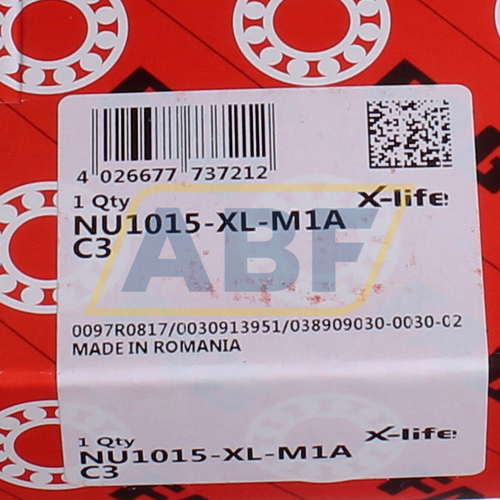 4 026677 737212
1 Qty
X-life
NU1015-XL-M1A
C3
ABF
0097R0817/0030913951/038909030-0030-02
MADE IN ROMANIA
1 Qty
X-life
NU1015-XL-M1A
C3